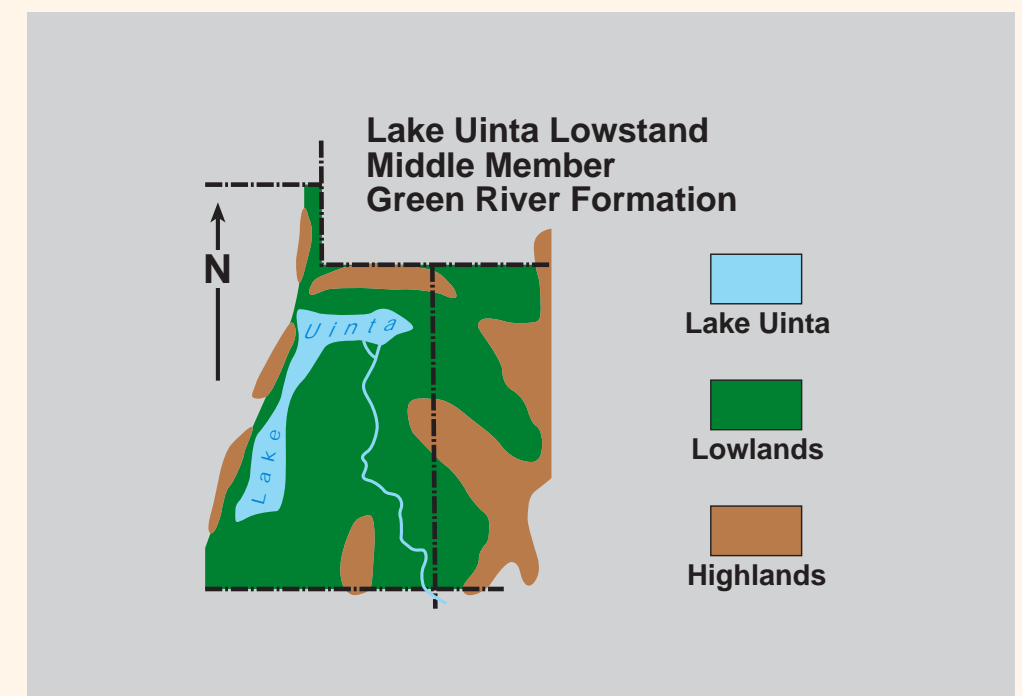 Lake Uinta Lowstand
Middle Member
Green River Formation
N
Uinta
Lake
Lake Uinta
Lowlands
Highlands